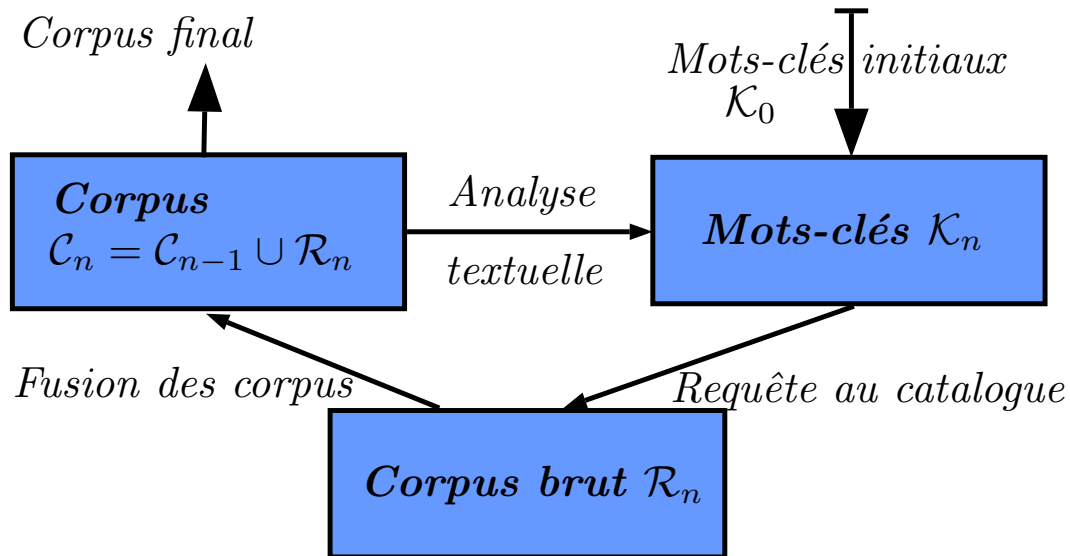 Corpus final
Mots-clés initiaux
𝒦₀
Corpus
𝒞ₙ = 𝒞ₙ₋₁ ∪ ℛₙ
Analyse
textuelle
Mots-clés 𝒦ₙ
Fusion des corpus
Requête au catalogue
Corpus brut ℛₙ